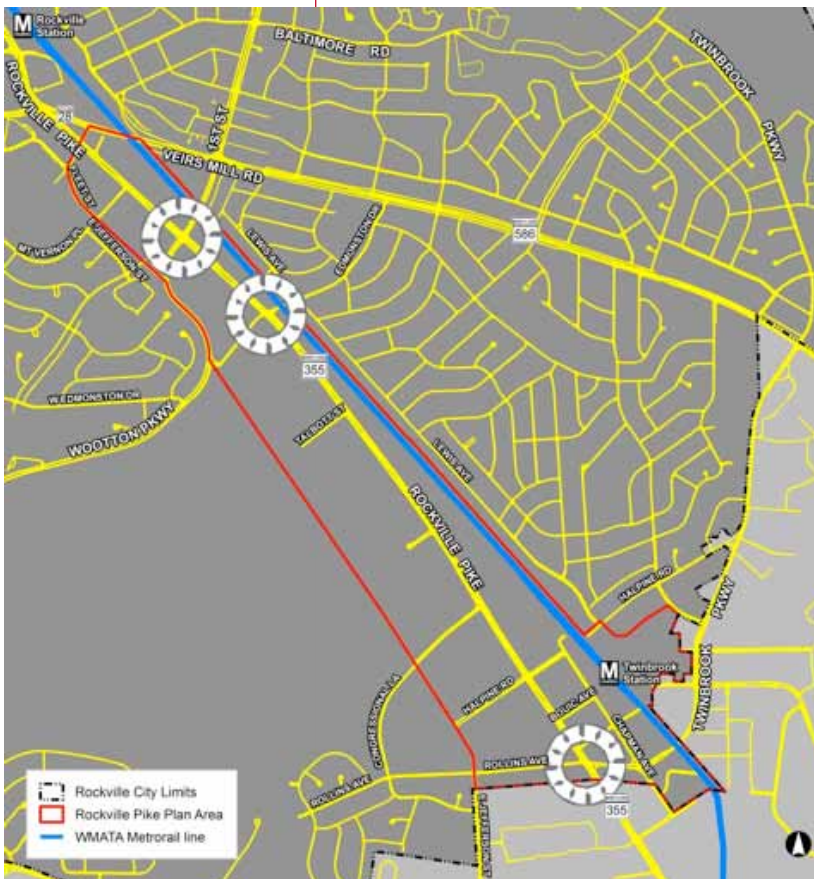 M Rockville
Station
BALTIMORE RD
TWINBROOK
PKWY
ROCKVILLE PIKE
28
1ST ST
VEIRS MILL RD
FLEET ST
E JEFFERSON ST
MT VERNON PL
LEWIS AVE
EDMONSTON DR
586
355
W EDMONSTON DR
WOOTTON PKWY
TALBOTT ST
LEWIS AVE
ROCKVILLE PIKE
HALPINE RD
PKWY
TWINBROOK
M Twinbrook
Station
CONGRESSIONAL LA
HALPINE RD
BOUIC AVE
CHAPMAN AVE
ROLLINS AVE
ROLLINS AVE
E JEFFERSON ST
355
Rockville City Limits
Rockville Pike Plan Area
WMATA Metrorail line